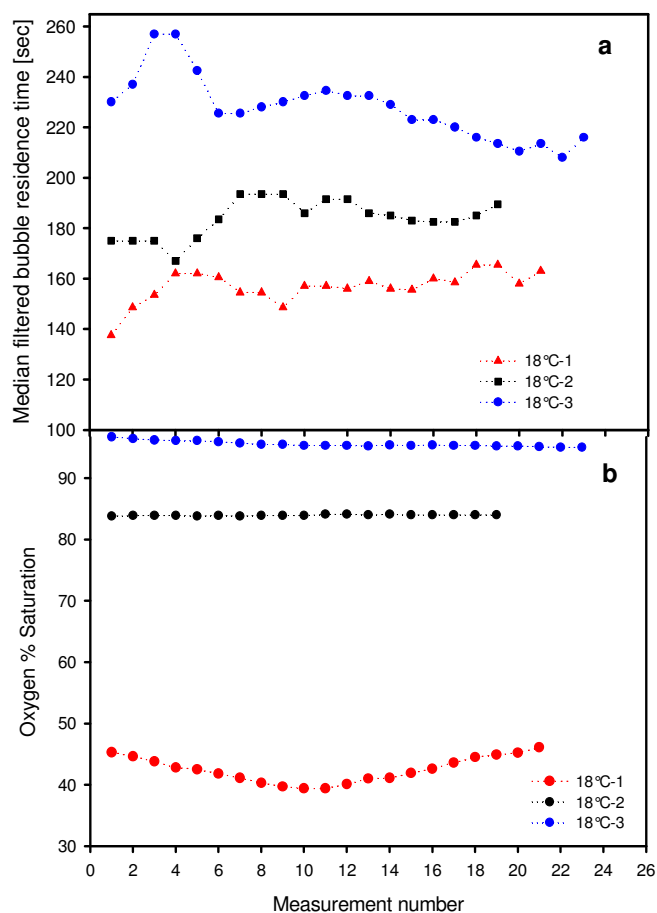 260
240
220
200
180
160
140
120
100
Median filtered bubble residence time [sec]
a
18°C-1
18°C-2
18°C-3
90
80
70
60
50
40
30
Oxygen % Saturation
b
18°C-1
18°C-2
18°C-3
0 2 4 6 8 10 12 14 16 18 20 22 24 26
Measurement number